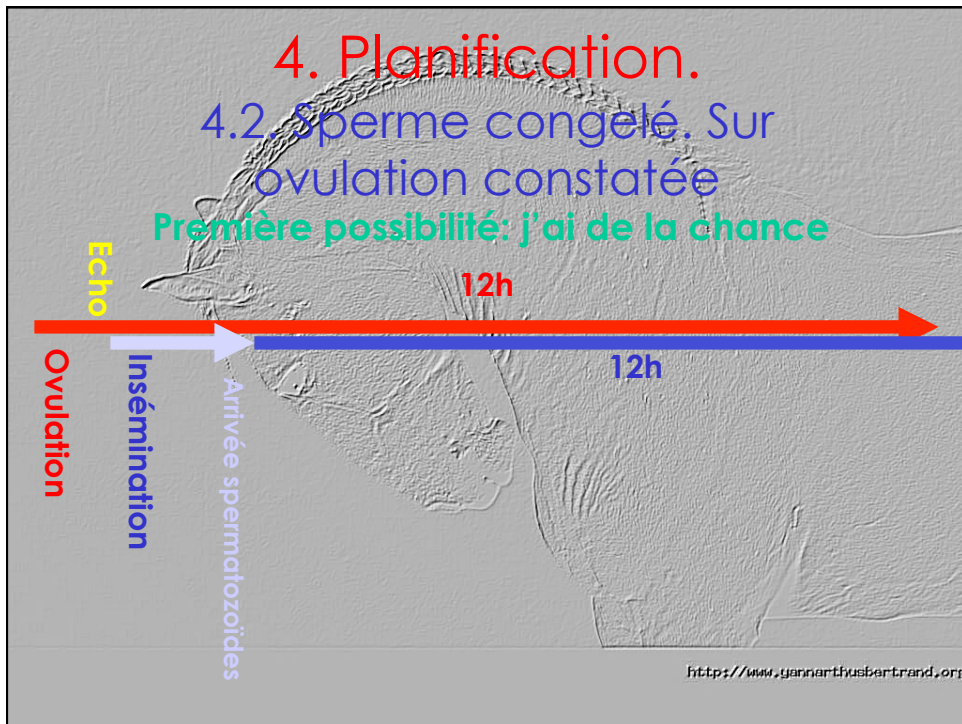 4. Planification.
4.2. Sperme congelé. Sur
ovulation constatée
Première possibilité: j’ai de la chance
Echo
12h
12h
Ovulation
Insémination
Arrivée spermatozoïdes
http://www.yannarthusbertrand.org